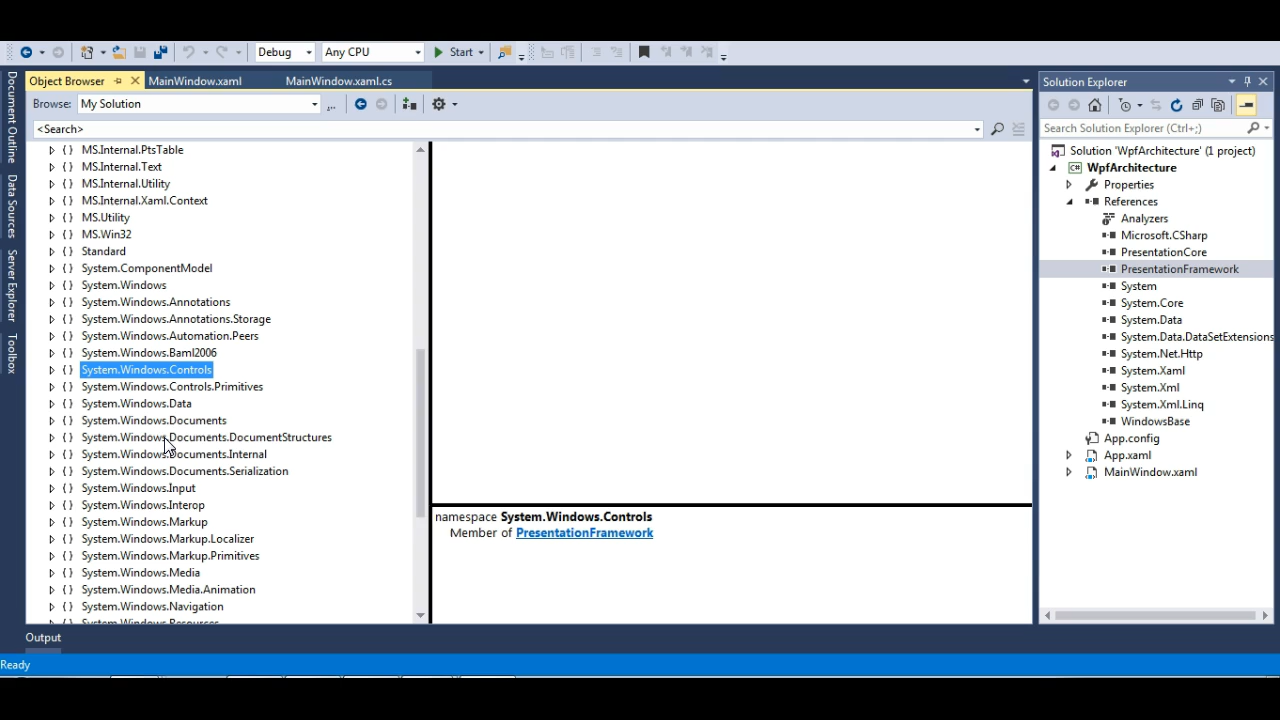 Debug Any CPU Start
Object Browser MainWindow.xaml MainWindow.xaml.cs
Browse: My Solution ...
<Search>
MS.Internal.PtsTable
MS.Internal.Text
MS.Internal.Utility
MS.Internal.Xaml.Context
MS.Utility
MS.Win32
Standard
System.ComponentModel
System.Windows
System.Windows.Annotations
System.Windows.Annotations.Storage
System.Windows.Automation.Peers
System.Windows.Baml2006
System.Windows.Controls
System.Windows.Controls.Primitives
System.Windows.Data
System.Windows.Documents
System.Windows.Documents.DocumentStructures
System.Windows.Documents.Internal
System.Windows.Documents.Serialization
System.Windows.Input
System.Windows.Interop
System.Windows.Markup
System.Windows.Markup.Localizer
System.Windows.Markup.Primitives
System.Windows.Media
System.Windows.Media.Animation
System.Windows.Navigation
System.Windows.Resources
namespace System.Windows.Controls
Member of PresentationFramework
Solution Explorer
Search Solution Explorer (Ctrl+;)
Solution 'WpfArchitecture' (1 project)
WpfArchitecture
Properties
References
Analyzers
Microsoft.CSharp
PresentationCore
PresentationFramework
System
System.Core
System.Data
System.Data.DataSetExtensions
System.Net.Http
System.Xaml
System.Xml
System.Xml.Linq
WindowsBase
App.config
App.xaml
MainWindow.xaml
Document Outline
Data Sources
Server Explorer
Toolbox
Output
Ready